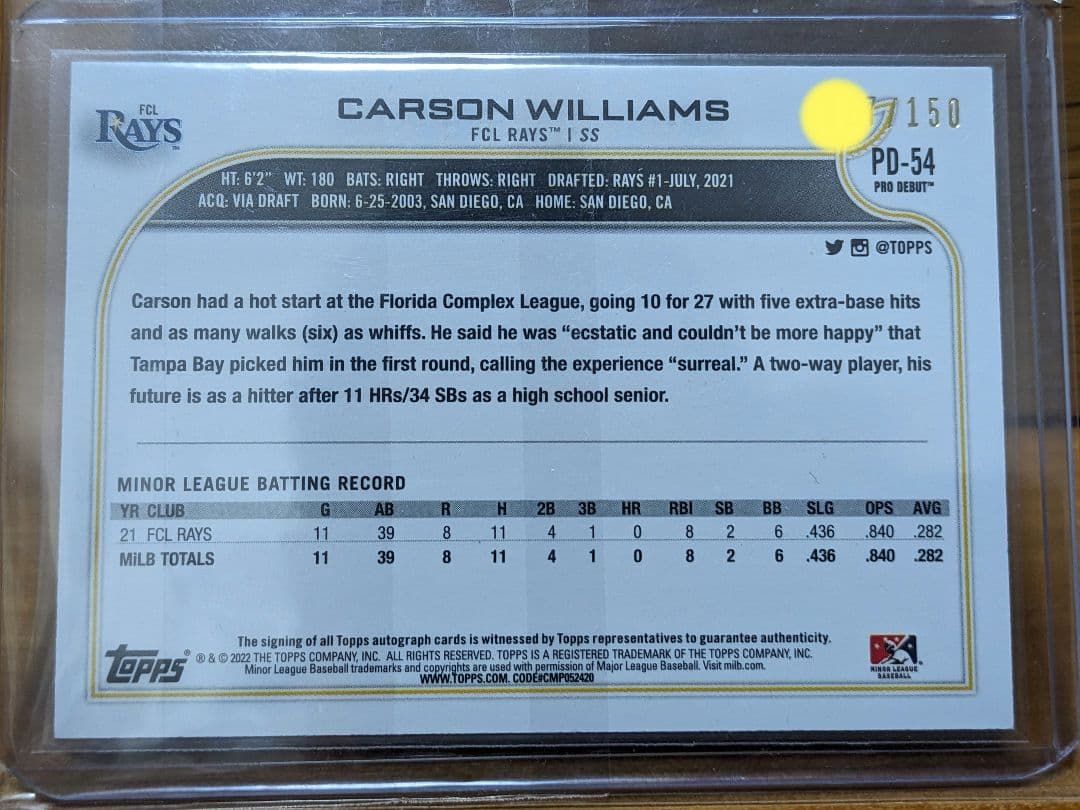 FCL
RAYS™
CARSON WILLIAMS
FCL RAYS™ | SS
/150
PD-54
PRO DEBUT™
HT: 6'2" WT: 180 BATS: RIGHT THROWS: RIGHT DRAFTED: RAYS #1-JULY, 2021
ACQ: VIA DRAFT BORN: 6-25-2003, SAN DIEGO, CA HOME: SAN DIEGO, CA
@TOPPS
Carson had a hot start at the Florida Complex League, going 10 for 27 with five extra-base hits
and as many walks (six) as whiffs. He said he was “ecstatic and couldn’t be more happy” that
Tampa Bay picked him in the first round, calling the experience “surreal.” A two-way player, his
future is as a hitter after 11 HRs/34 SBs as a high school senior.
MINOR LEAGUE BATTING RECORD
YR CLUB G AB R H 2B 3B HR RBI SB BB SLG OPS AVG
21 FCL RAYS 11 39 8 11 4 1 0 8 2 6 .436 .840 .282
MiLB TOTALS 11 39 8 11 4 1 0 8 2 6 .436 .840 .282
The signing of all Topps autograph cards is witnessed by Topps representatives to guarantee authenticity.
Topps®
® & © 2022 THE TOPPS COMPANY, INC. ALL RIGHTS RESERVED. TOPPS IS A REGISTERED TRADEMARK OF THE TOPPS COMPANY, INC.
Minor League Baseball trademarks and copyrights are used with permission of Major League Baseball. Visit milb.com.
WWW.TOPPS.COM. CODE#CMP052420
MINOR LEAGUE
BASEBALL